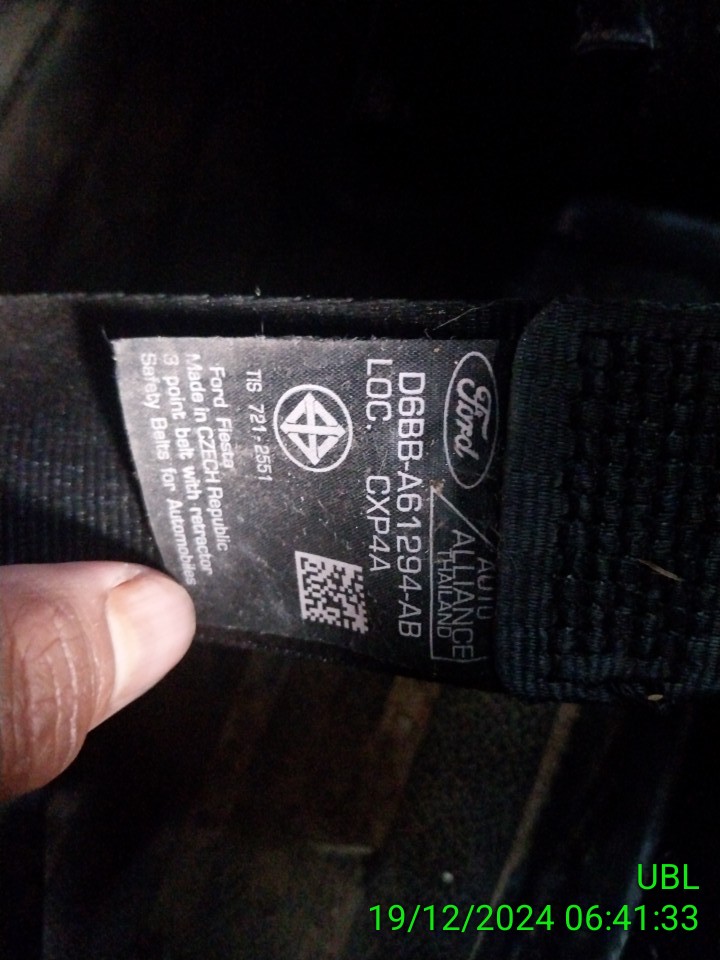 Ford
AUTO
ALLIANCE
THAILAND
D6BB-A61294-AB
LOC. CXP4A
TIS 721-2551
Ford Fiesta
Made in CZECH Republic
3 point belt with retractor
Safety Belts for Automobiles
UBL
19/12/2024 06:41:33